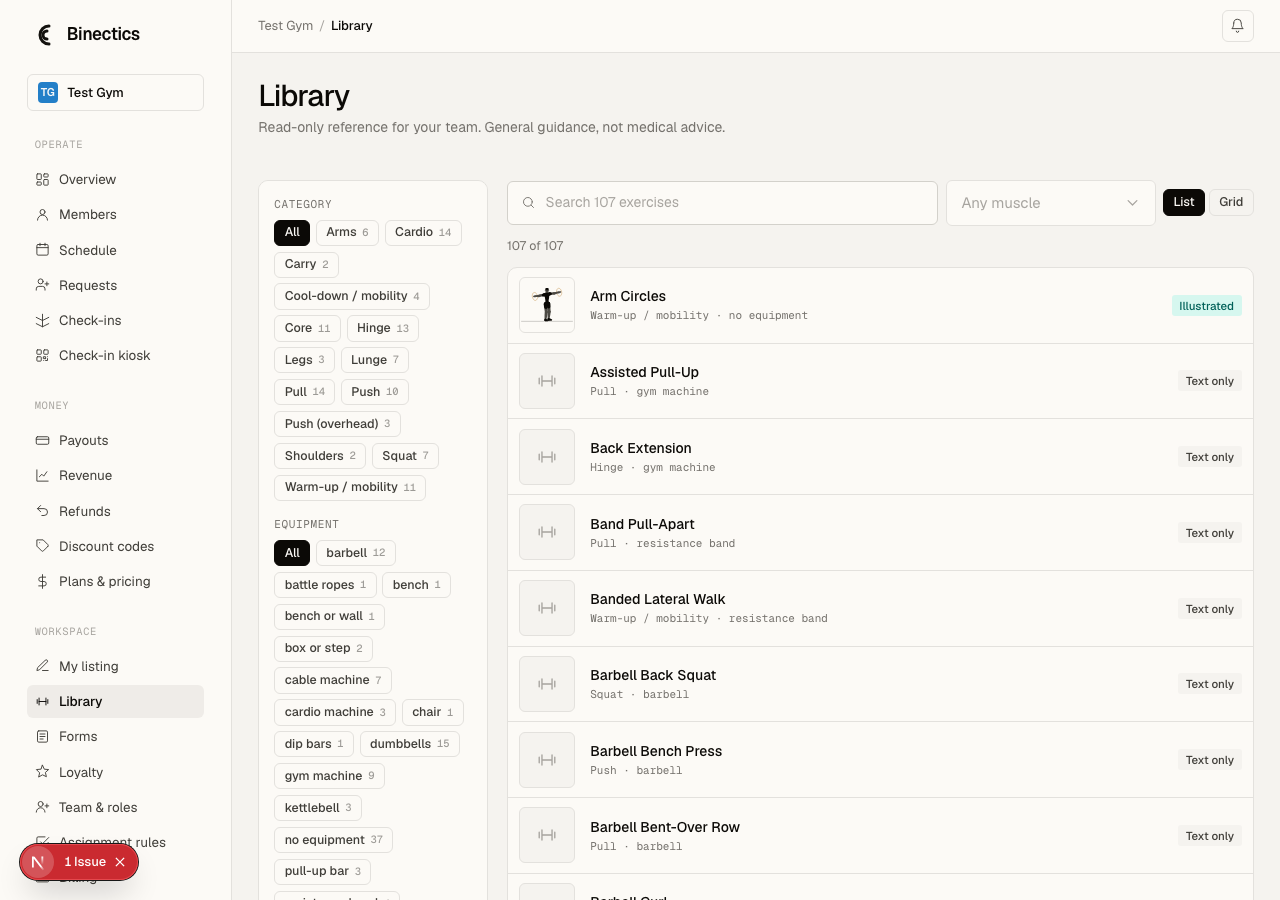 Binectics
TG Test Gym
OPERATE
Overview
Members
Schedule
Requests
Check-ins
Check-in kiosk
MONEY
Payouts
Revenue
Refunds
Discount codes
Plans & pricing
WORKSPACE
My listing
Library
Forms
Loyalty
Team & roles
Assignment rules
1 Issue
Billing
Test Gym / Library
Library
Read-only reference for your team. General guidance, not medical advice.
CATEGORY
All Arms 6 Cardio 14
Carry 2
Cool-down / mobility 4
Core 11 Hinge 13
Legs 3 Lunge 7
Pull 14 Push 10
Push (overhead) 3
Shoulders 2 Squat 7
Warm-up / mobility 11
EQUIPMENT
All barbell 12
battle ropes 1 bench 1
bench or wall 1
box or step 2
cable machine 7
cardio machine 3 chair 1
dip bars 1 dumbbells 15
gym machine 9
kettlebell 3
no equipment 37
pull-up bar 3
Search 107 exercises
Any muscle
List Grid
107 of 107
Arm Circles
Warm-up / mobility · no equipment
Illustrated
Assisted Pull-Up
Pull · gym machine
Text only
Back Extension
Hinge · gym machine
Text only
Band Pull-Apart
Pull · resistance band
Text only
Banded Lateral Walk
Warm-up / mobility · resistance band
Text only
Barbell Back Squat
Squat · barbell
Text only
Barbell Bench Press
Push · barbell
Text only
Barbell Bent-Over Row
Pull · barbell
Text only